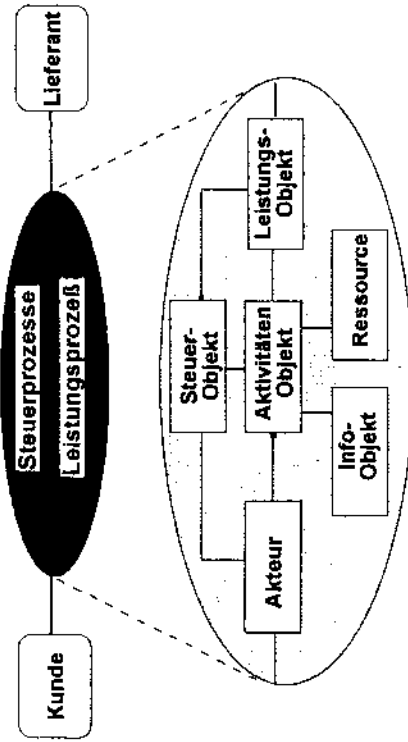 Kunde
Steuerprozesse
Leistungsprozeß
Lieferant
Akteur
Steuer-
Objekt
Aktivitäten
Objekt
Leistungs-
Objekt
Info-
Objekt
Ressource